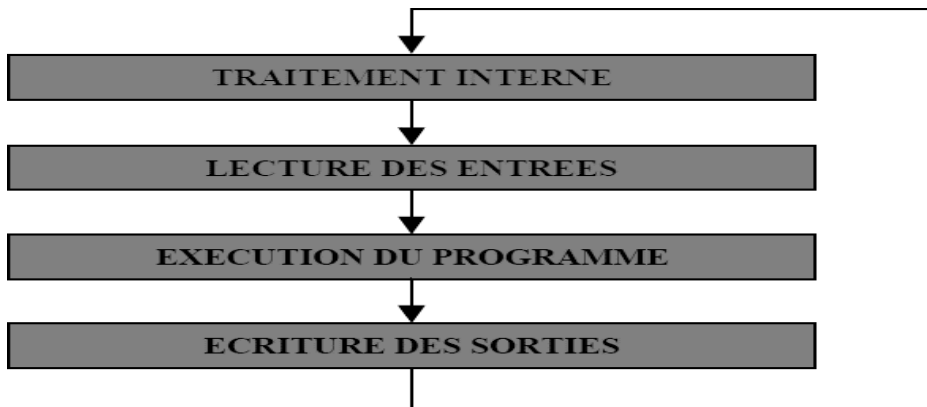 TRAITEMENT INTERNE
LECTURE DES ENTREES
EXECUTION DU PROGRAMME
ECRITURE DES SORTIES